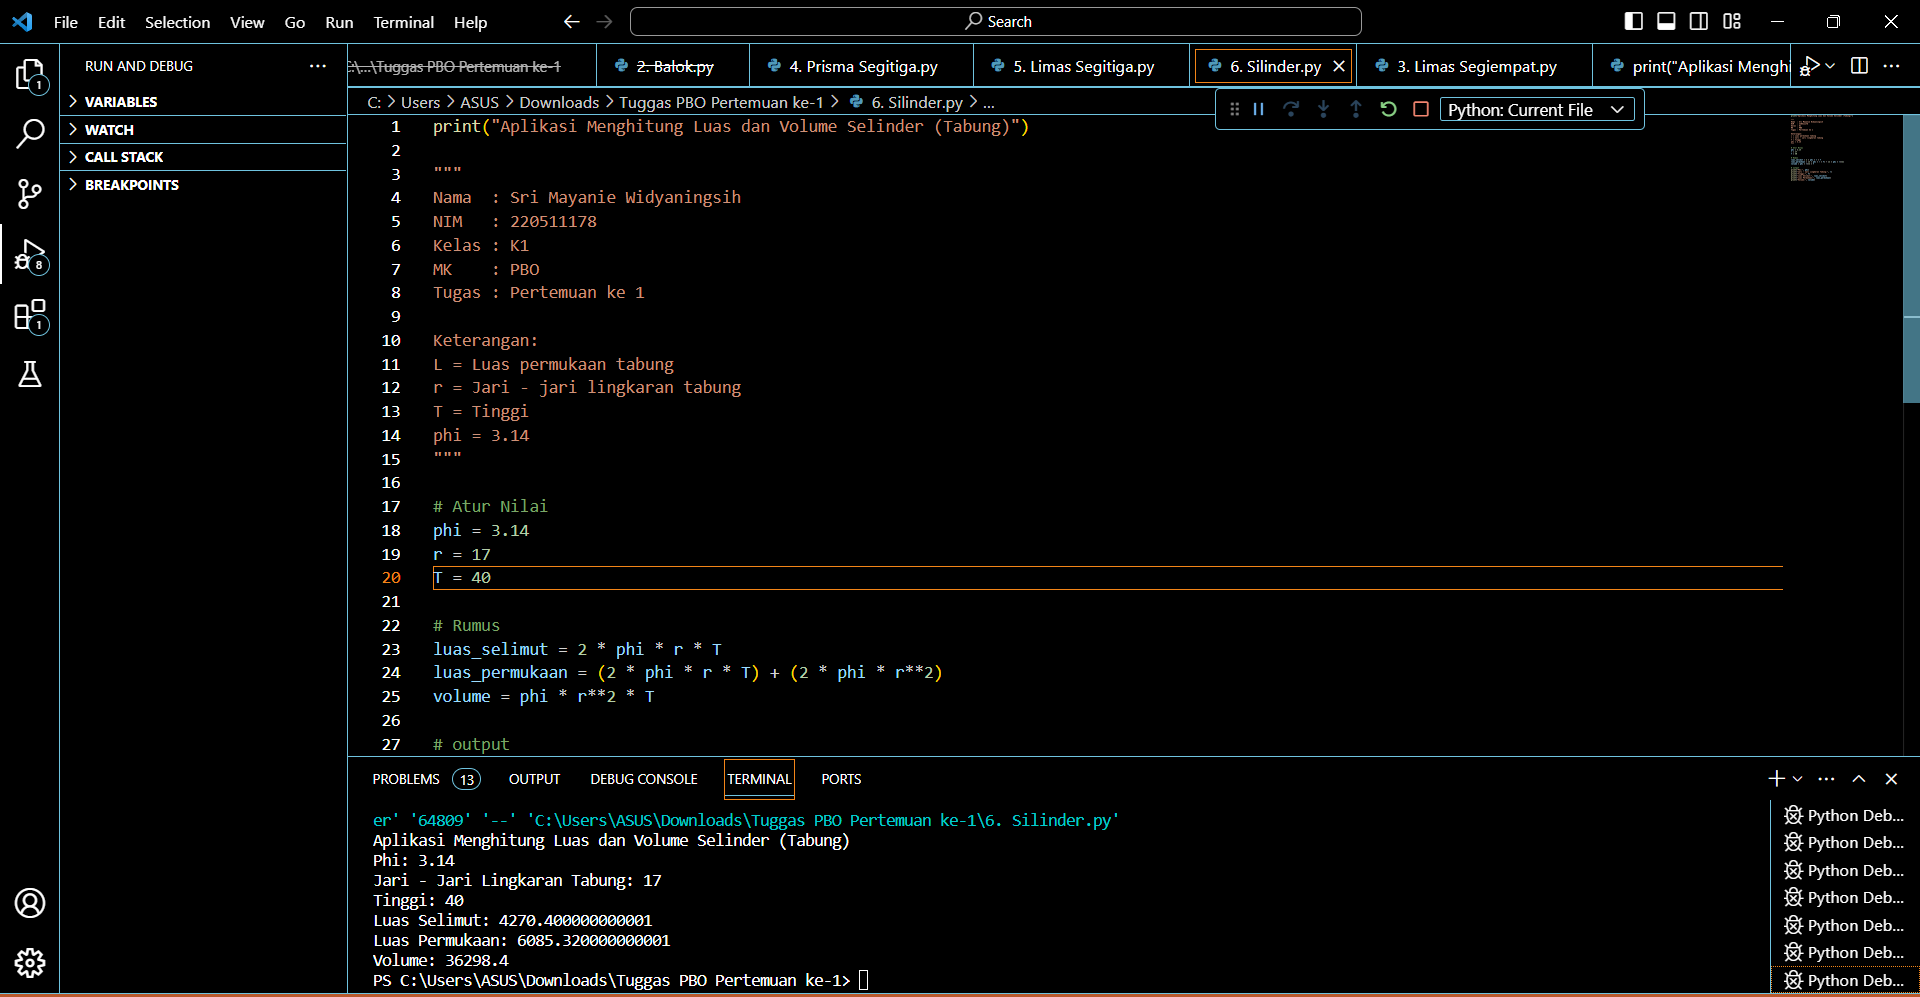 File Edit Selection View Go Run Terminal Help
Search
RUN AND DEBUG
VARIABLES
WATCH
CALL STACK
BREAKPOINTS
1
8
1
C:\...\Tuggas PBO Pertemuan ke-1
2. Balok.py
4. Prisma Segitiga.py
5. Limas Segitiga.py
6. Silinder.py
3. Limas Segiempat.py
print("Aplikasi Menghi
C: > Users > ASUS > Downloads > Tuggas PBO Pertemuan ke-1 > 6. Silinder.py > ...
Python: Current File
1 print("Aplikasi Menghitung Luas dan Volume Selinder (Tabung)")
2
3 """
4 Nama  : Sri Mayanie Widyaningsih
5 NIM   : 220511178
6 Kelas : K1
7 MK    : PBO
8 Tugas : Pertemuan ke 1
9
10 Keterangan:
11 L = Luas permukaan tabung
12 r = Jari - jari lingkaran tabung
13 T = Tinggi
14 phi = 3.14
15 """
16
17 # Atur Nilai
18 phi = 3.14
19 r = 17
20 T = 40
21
22 # Rumus
23 luas_selimut = 2 * phi * r * T
24 luas_permukaan = (2 * phi * r * T) + (2 * phi * r**2)
25 volume = phi * r**2 * T
26
27 # output
PROBLEMS 13 OUTPUT DEBUG CONSOLE TERMINAL PORTS
er' '64809' '--' 'C:\Users\ASUS\Downloads\Tuggas PBO Pertemuan ke-1\6. Silinder.py'
Aplikasi Menghitung Luas dan Volume Selinder (Tabung)
Phi: 3.14
Jari - Jari Lingkaran Tabung: 17
Tinggi: 40
Luas Selimut: 4270.400000000001
Luas Permukaan: 6085.320000000001
Volume: 36298.4
PS C:\Users\ASUS\Downloads\Tuggas PBO Pertemuan ke-1>
Python Deb...
Python Deb...
Python Deb...
Python Deb...
Python Deb...
Python Deb...
Python Deb...